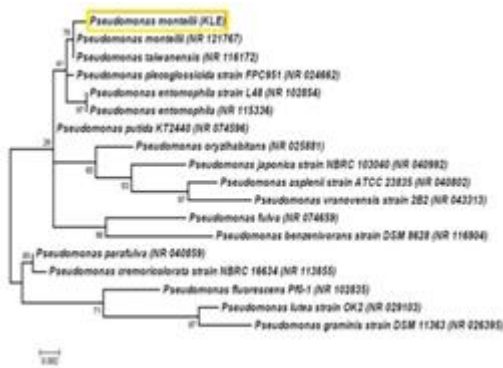 Pseudomonas monteilii (KLE)
Pseudomonas monteilii (NR 121767)
Pseudomonas taiwanensis (NR 116172)
Pseudomonas plecoglossicida strain FPC951 (NR 024662)
Pseudomonas entomophila strain L48 (NR 102854)
Pseudomonas entomophila (NR 115336)
Pseudomonas putida KT2440 (NR 074596)
Pseudomonas oryzihabitans (NR 025881)
Pseudomonas japonica strain NBRC 103040 (NR 040992)
Pseudomonas asplenii strain ATCC 23835 (NR 040802)
Pseudomonas vranovensis strain 2B2 (NR 043313)
Pseudomonas fulva (NR 074659)
Pseudomonas benzenivorans strain DSM 8628 (NR 116904)
Pseudomonas parafulva (NR 040859)
Pseudomonas cremoricolorata strain NBRC 16634 (NR 113855)
Pseudomonas fluorescens Pf0-1 (NR 102835)
71
Pseudomonas lutea strain OK2 (NR 029103)
Pseudomonas graminis strain DSM 11363 (NR 026395)
0.002